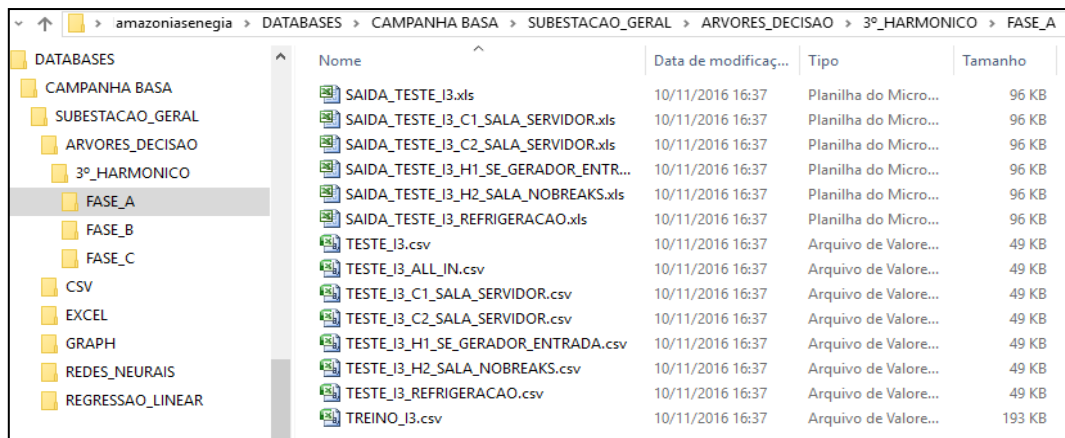 amazoniasenegia > DATABASES > CAMPANHA BASA > SUBESTACAO_GERAL > ARVORES_DECISAO > 3º_HARMONICO > FASE_A
DATABASES
CAMPANHA BASA
SUBESTACAO_GERAL
ARVORES_DECISAO
3º_HARMONICO
FASE_A
FASE_B
FASE_C
CSV
EXCEL
GRAPH
REDES_NEURAIS
REGRESSAO_LINEAR
Nome Data de modificaç... Tipo Tamanho
SAIDA_TESTE_I3.xls 10/11/2016 16:37 Planilha do Micro... 96 KB
SAIDA_TESTE_I3_C1_SALA_SERVIDOR.xls 10/11/2016 16:37 Planilha do Micro... 96 KB
SAIDA_TESTE_I3_C2_SALA_SERVIDOR.xls 10/11/2016 16:37 Planilha do Micro... 96 KB
SAIDA_TESTE_I3_H1_SE_GERADOR_ENTR... 10/11/2016 16:37 Planilha do Micro... 96 KB
SAIDA_TESTE_I3_H2_SALA_NOBREAKS.xls 10/11/2016 16:37 Planilha do Micro... 96 KB
SAIDA_TESTE_I3_REFRIGERACAO.xls 10/11/2016 16:37 Planilha do Micro... 96 KB
TESTE_I3.csv 10/11/2016 16:37 Arquivo de Valore... 49 KB
TESTE_I3_ALL_IN.csv 10/11/2016 16:37 Arquivo de Valore... 49 KB
TESTE_I3_C1_SALA_SERVIDOR.csv 10/11/2016 16:37 Arquivo de Valore... 49 KB
TESTE_I3_C2_SALA_SERVIDOR.csv 10/11/2016 16:37 Arquivo de Valore... 49 KB
TESTE_I3_H1_SE_GERADOR_ENTRADA.csv 10/11/2016 16:37 Arquivo de Valore... 49 KB
TESTE_I3_H2_SALA_NOBREAKS.csv 10/11/2016 16:37 Arquivo de Valore... 49 KB
TESTE_I3_REFRIGERACAO.csv 10/11/2016 16:37 Arquivo de Valore... 49 KB
TREINO_I3.csv 10/11/2016 16:37 Arquivo de Valore... 193 KB